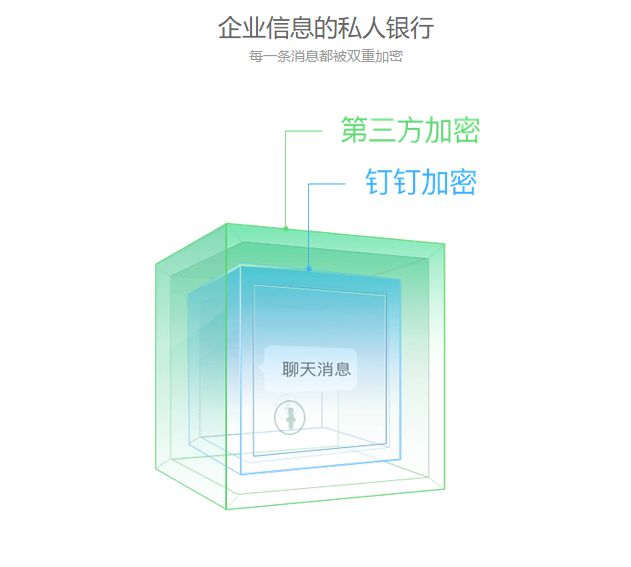 企业信息的私人银行
每一条消息都被双重加密
第三方加密
钉钉加密
聊天消息